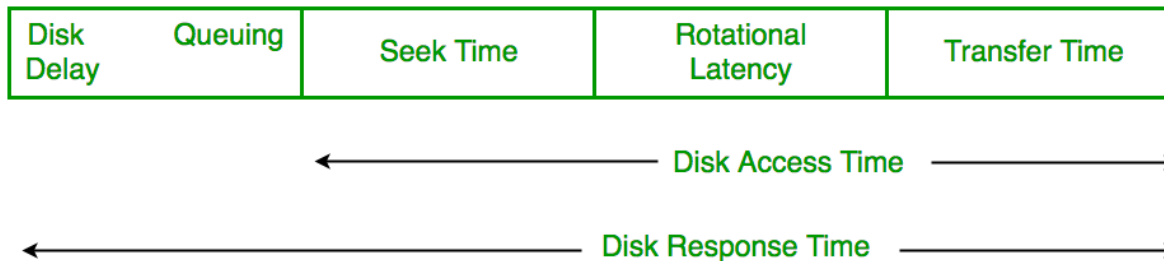 Disk Queuing
Delay
Seek Time
Rotational
Latency
Transfer Time
Disk Access Time
Disk Response Time